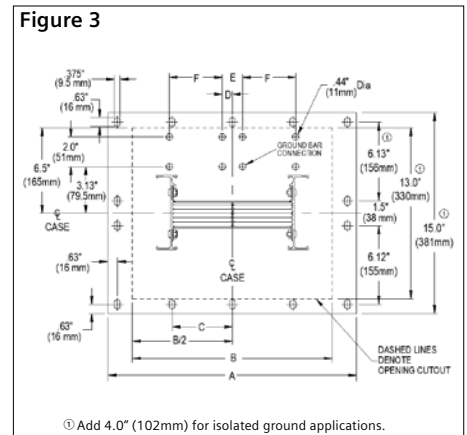 Figure 3
.375"
(9.5 mm)
F
E
F
.44" Dia
(11mm)
D
.63"
(16 mm)
GROUND BAR
CONNECTION
①
2.0"
(51mm)
6.13"
(156mm)
①
6.5"
(165mm)
3.13"
(79.5mm)
13.0"
(330mm)
①
1.5"
(38 mm)
15.0"
(381mm)
CASE
.63"
(16 mm)
CASE
6.12"
(155mm)
C
.63"
(16 mm)
B/2
B
A
DASHED LINES
DENOTE
OPENING CUTOUT
① Add 4.0" (102mm) for isolated ground applications.